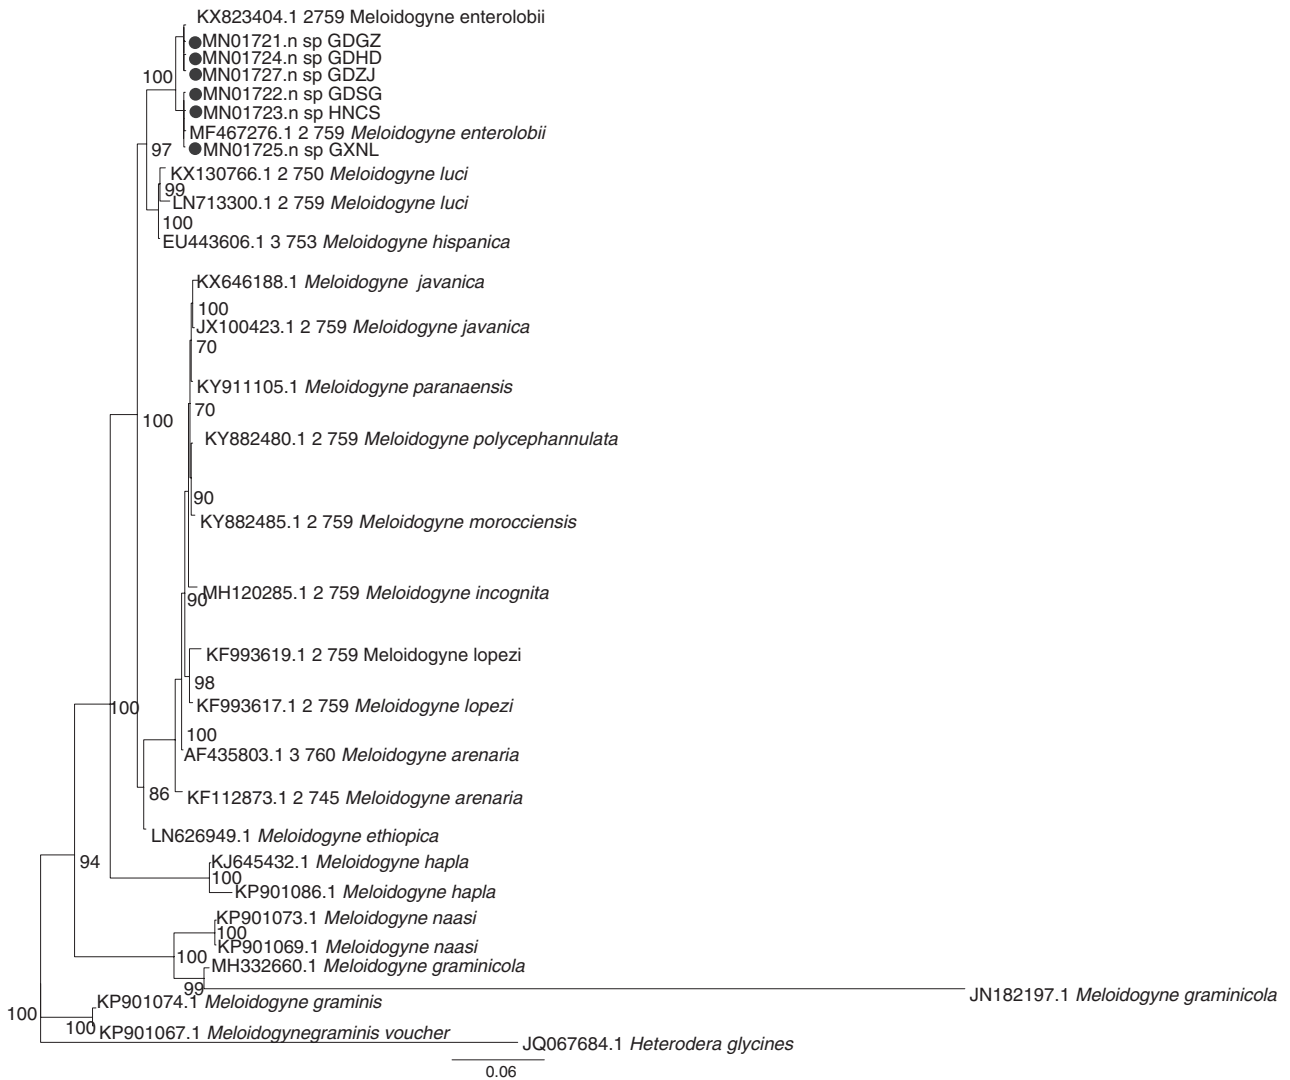 KX823404.1 2759 Meloidogyne enterolobii
MN01721.n sp GDGZ
MN01724.n sp GDHD
100
MN01727.n sp GDZJ
MN01722.n sp GDSG
MN01723.n sp HNCS
MF467276.1 2 759 Meloidogyne enterolobii
97
MN01725.n sp GXNL
KX130766.1 2 750 Meloidogyne luci
99
LN713300.1 2 759 Meloidogyne luci
100
EU443606.1 3 753 Meloidogyne hispanica
KX646188.1 Meloidogyne javanica
100
JX100423.1 2 759 Meloidogyne javanica
70
KY911105.1 Meloidogyne paranaensis
70
100
KY882480.1 2 759 Meloidogyne polycephannulata
90
KY882485.1 2 759 Meloidogyne morocciensis
MH120285.1 2 759 Meloidogyne incognita
90
KF993619.1 2 759 Meloidogyne lopezi
98
KF993617.1 2 759 Meloidogyne lopezi
100
100
AF435803.1 3 760 Meloidogyne arenaria
86
KF112873.1 2 745 Meloidogyne arenaria
LN626949.1 Meloidogyne ethiopica
94
KJ645432.1 Meloidogyne hapla
100
KP901086.1 Meloidogyne hapla
KP901073.1 Meloidogyne naasi
100
KP901069.1 Meloidogyne naasi
100
MH332660.1 Meloidogyne graminicola
99
JN182197.1 Meloidogyne graminicola
KP901074.1 Meloidogyne graminis
100
100
KP901067.1 Meloidogynegraminis voucher
JQ067684.1 Heterodera glycines
0.06